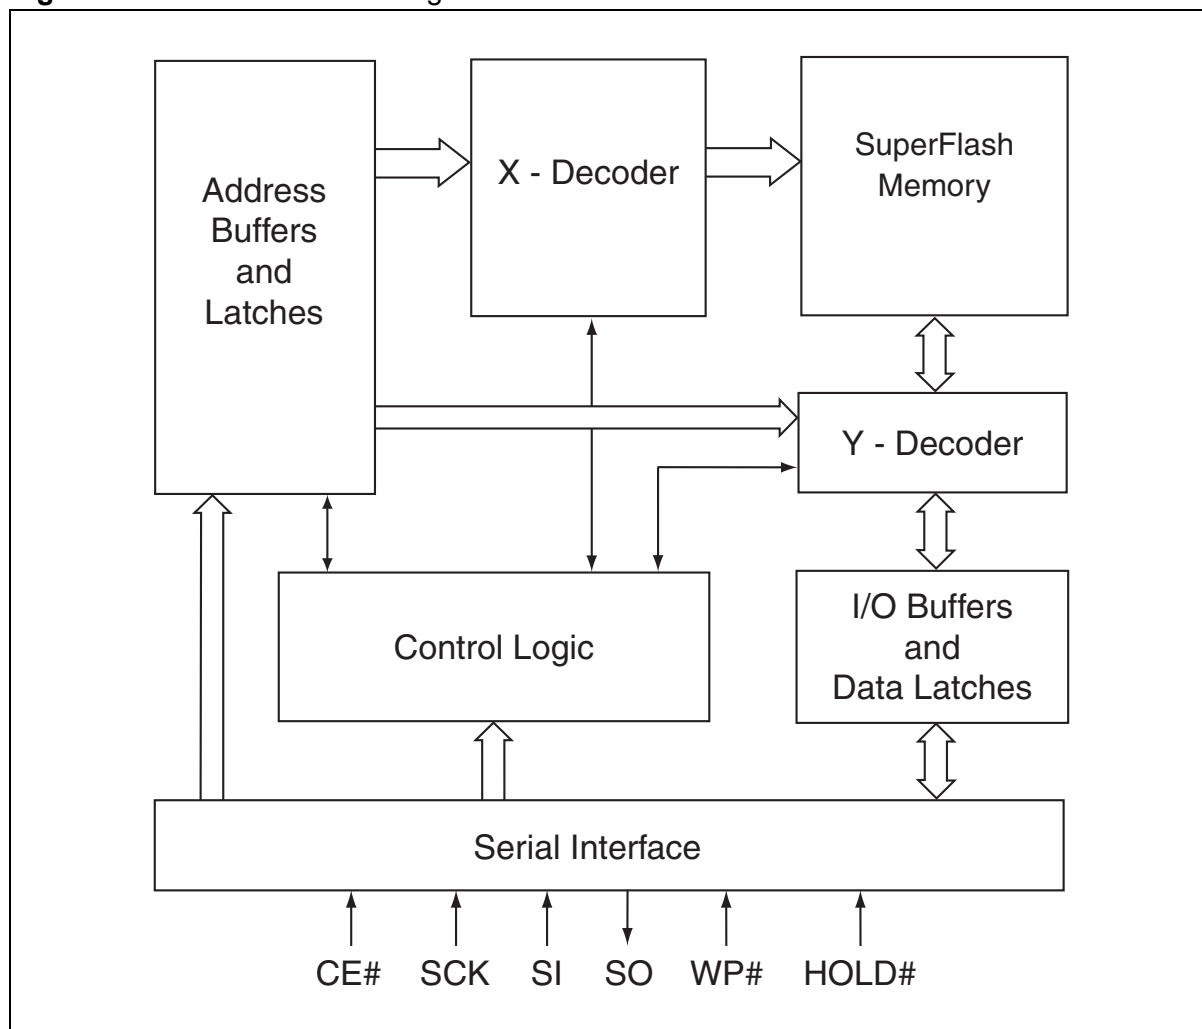 Address
Buffers
and
Latches
X - Decoder
SuperFlash
Memory
Y - Decoder
Control Logic
I/O Buffers
and
Data Latches
Serial Interface
CE# SCK SI SO WP# HOLD#